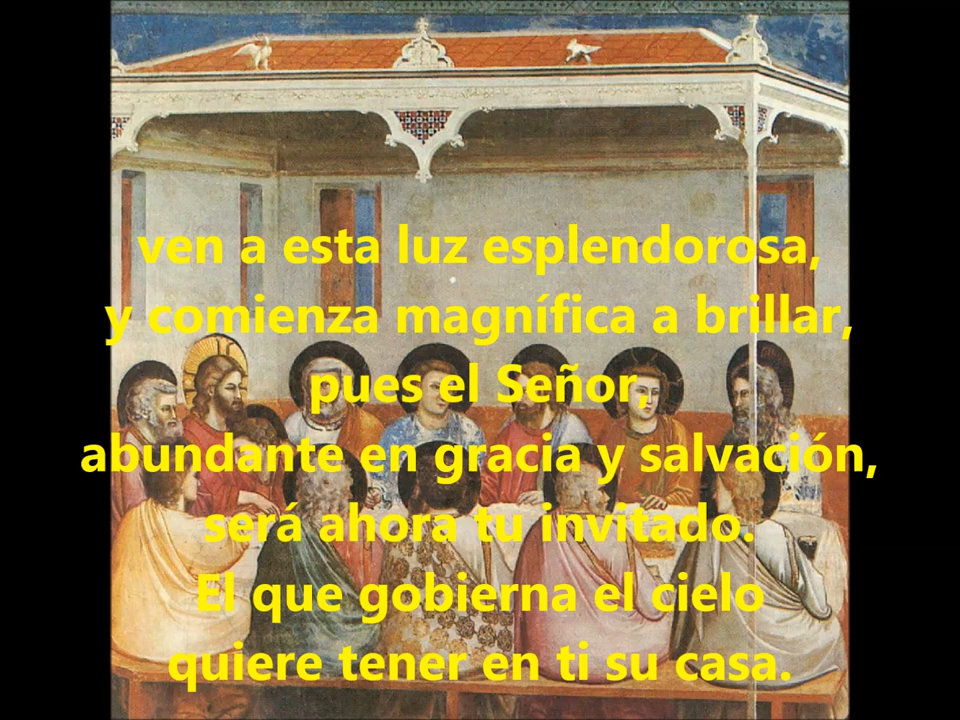 ven a esta luz esplendorosa,
y comienza magnífica a brillar,
pues el Señor,
abundante en gracia y salvación,
será ahora tu invitado.
El que gobierna el cielo
quiere tener en ti su casa.